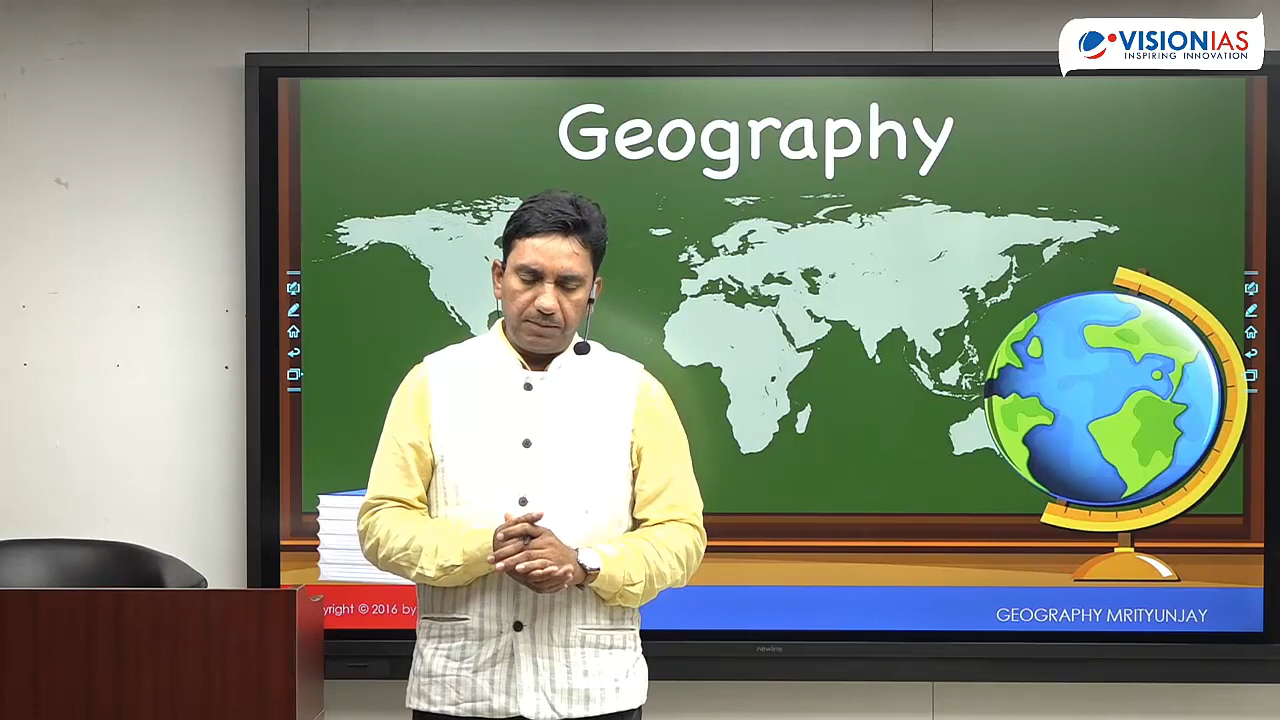 VISIONIAS
INSPIRING INNOVATION
Geography
yright © 2016 by
GEOGRAPHY MRITYUNJAY
newline